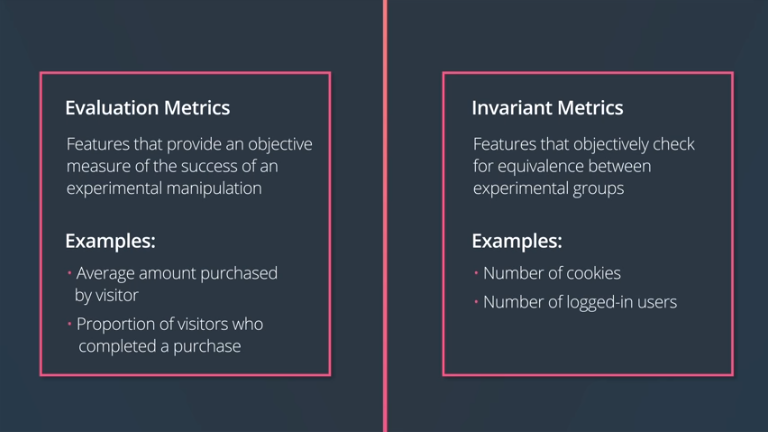 Evaluation Metrics
Features that provide an objective
measure of the success of an
experimental manipulation
Examples:
• Average amount purchased
by visitor
• Proportion of visitors who
completed a purchase
Invariant Metrics
Features that objectively check
for equivalence between
experimental groups
Examples:
• Number of cookies
• Number of logged-in users